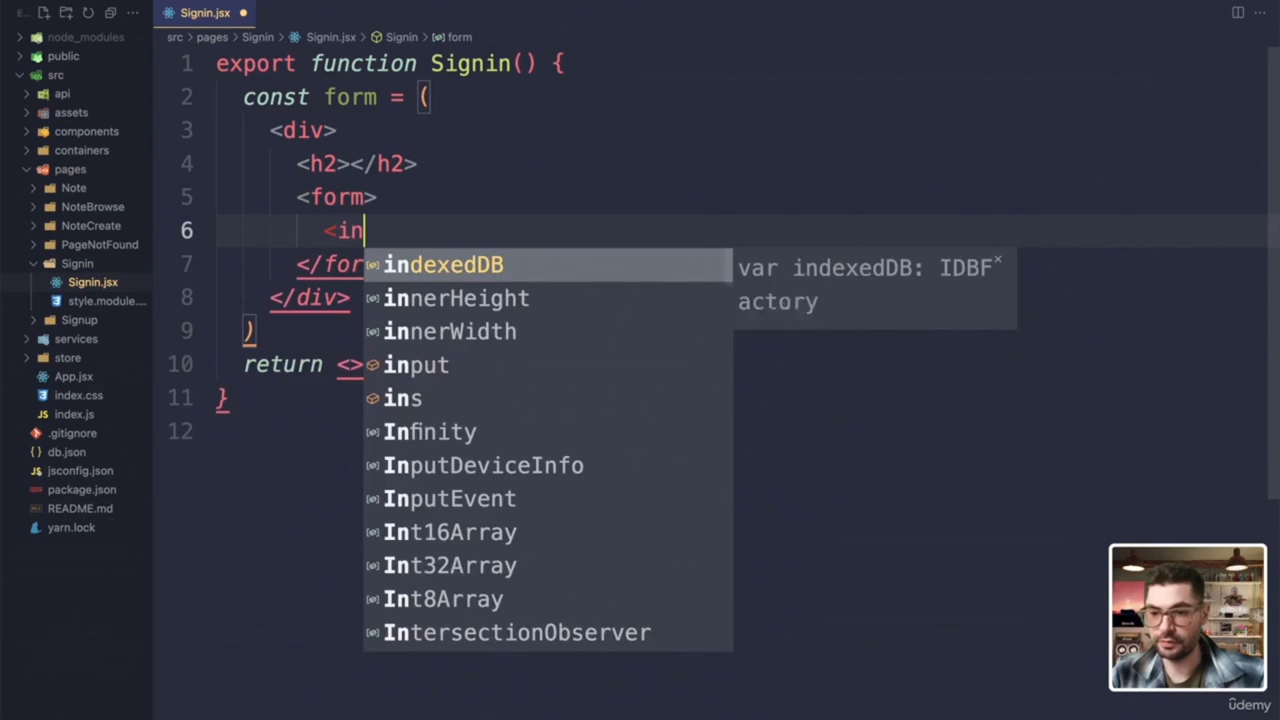 E...
Signin.jsx
src > pages > Signin > Signin.jsx > Signin > form
node_modules
public
src
api
assets
components
containers
pages
Note
NoteBrowse
NoteCreate
PageNotFound
Signin
Signin.jsx
style.module....
Signup
services
store
App.jsx
index.css
JS index.js
.gitignore
db.json
JS jsconfig.json
package.json
README.md
yarn.lock
1 export function Signin() {
2 const form = (
3 <div>
4 <h2></h2>
5 <form>
6 <in
7 </for
8 </div>
9 )
10 return <>
11 }
12
indexedDB
innerHeight
innerWidth
input
ins
Infinity
InputDeviceInfo
InputEvent
Int16Array
Int32Array
Int8Array
IntersectionObserver
var indexedDB: IDBF
actory
udemy